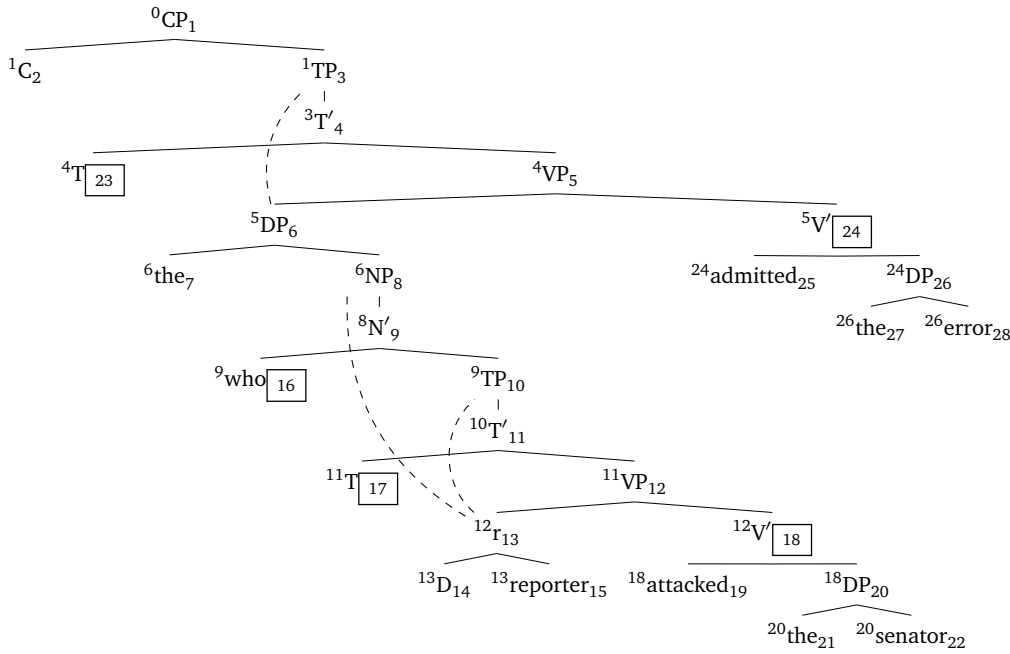 ⁰CP₁
¹C₂ ¹TP₃
³T′₄
⁴T 23 ⁴VP₅
⁵DP₆ ⁵V′ 24
⁶the₇ ⁶NP₈ ²⁴admitted₂₅ ²⁴DP₂₆
⁸N′₉ ²⁶the₂₇ ²⁶error₂₈
⁹who 16 ⁹TP₁₀
¹⁰T′₁₁
¹¹T 17 ¹¹VP₁₂
¹²r₁₃ ¹²V′ 18
¹³D₁₄ ¹³reporter₁₅ ¹⁸attacked₁₉ ¹⁸DP₂₀
²⁰the₂₁ ²⁰senator₂₂